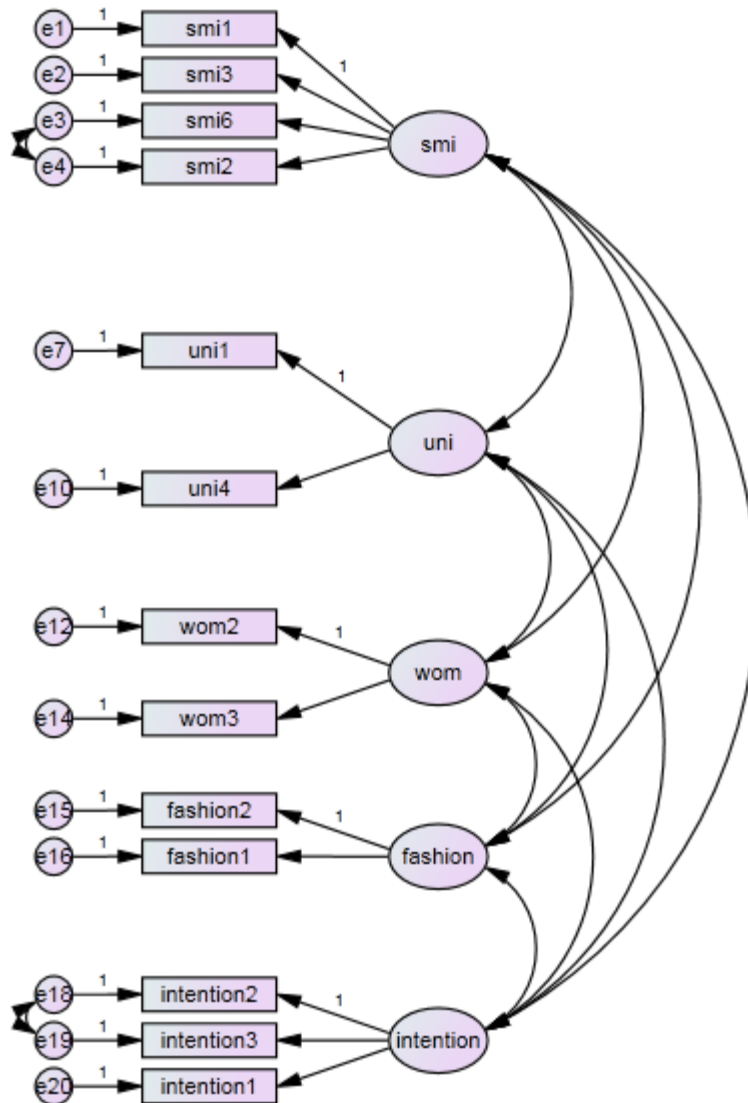 e1 1 smi1 1
e2 1 smi3
e3 1 smi6
smi
e4 1 smi2
e7 1 uni1 1
uni
e10 1 uni4
e12 1 wom2 1
wom
e14 1 wom3
e15 1 fashion2 1
e16 1 fashion1 fashion
e18 1 intention2 1
e19 1 intention3 intention
e20 1 intention1